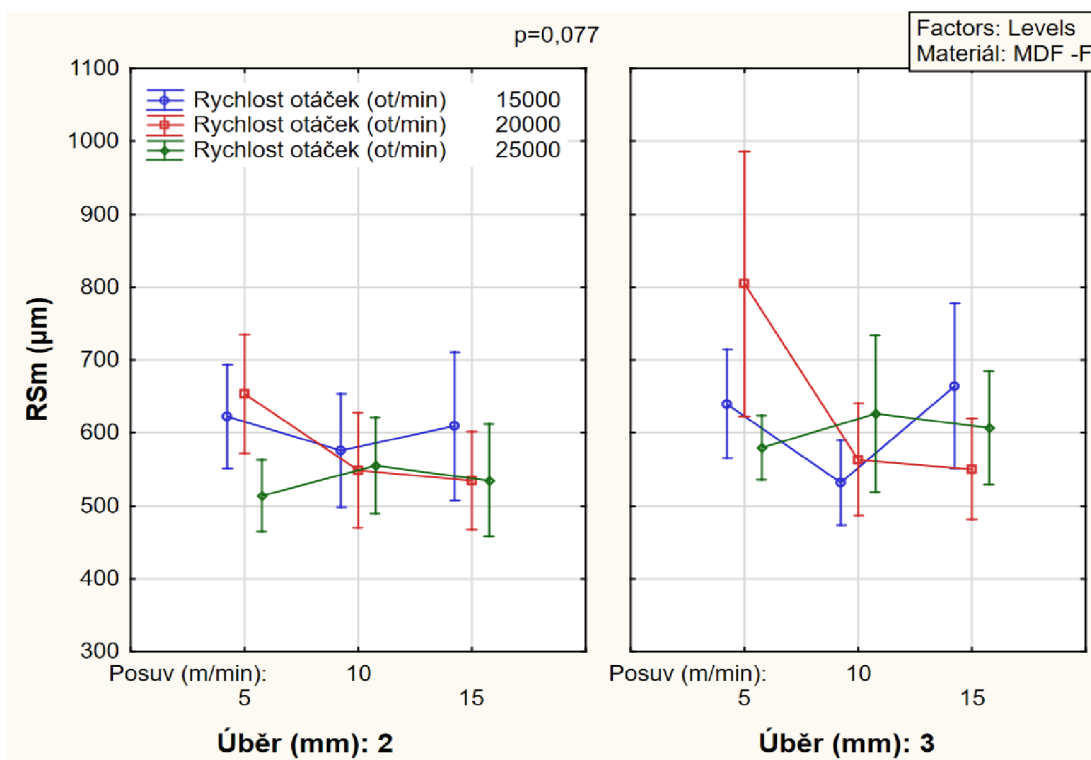 p=0,077
Factors: Levels
Materiál: MDF -F
RSm (µm)
1100
1000
900
800
700
600
500
400
300
Rychlost otáček (ot/min) 15000
Rychlost otáček (ot/min) 20000
Rychlost otáček (ot/min) 25000
Posuv (m/min):
5
10
15
Úběr (mm): 2
Posuv (m/min):
5
10
15
Úběr (mm): 3